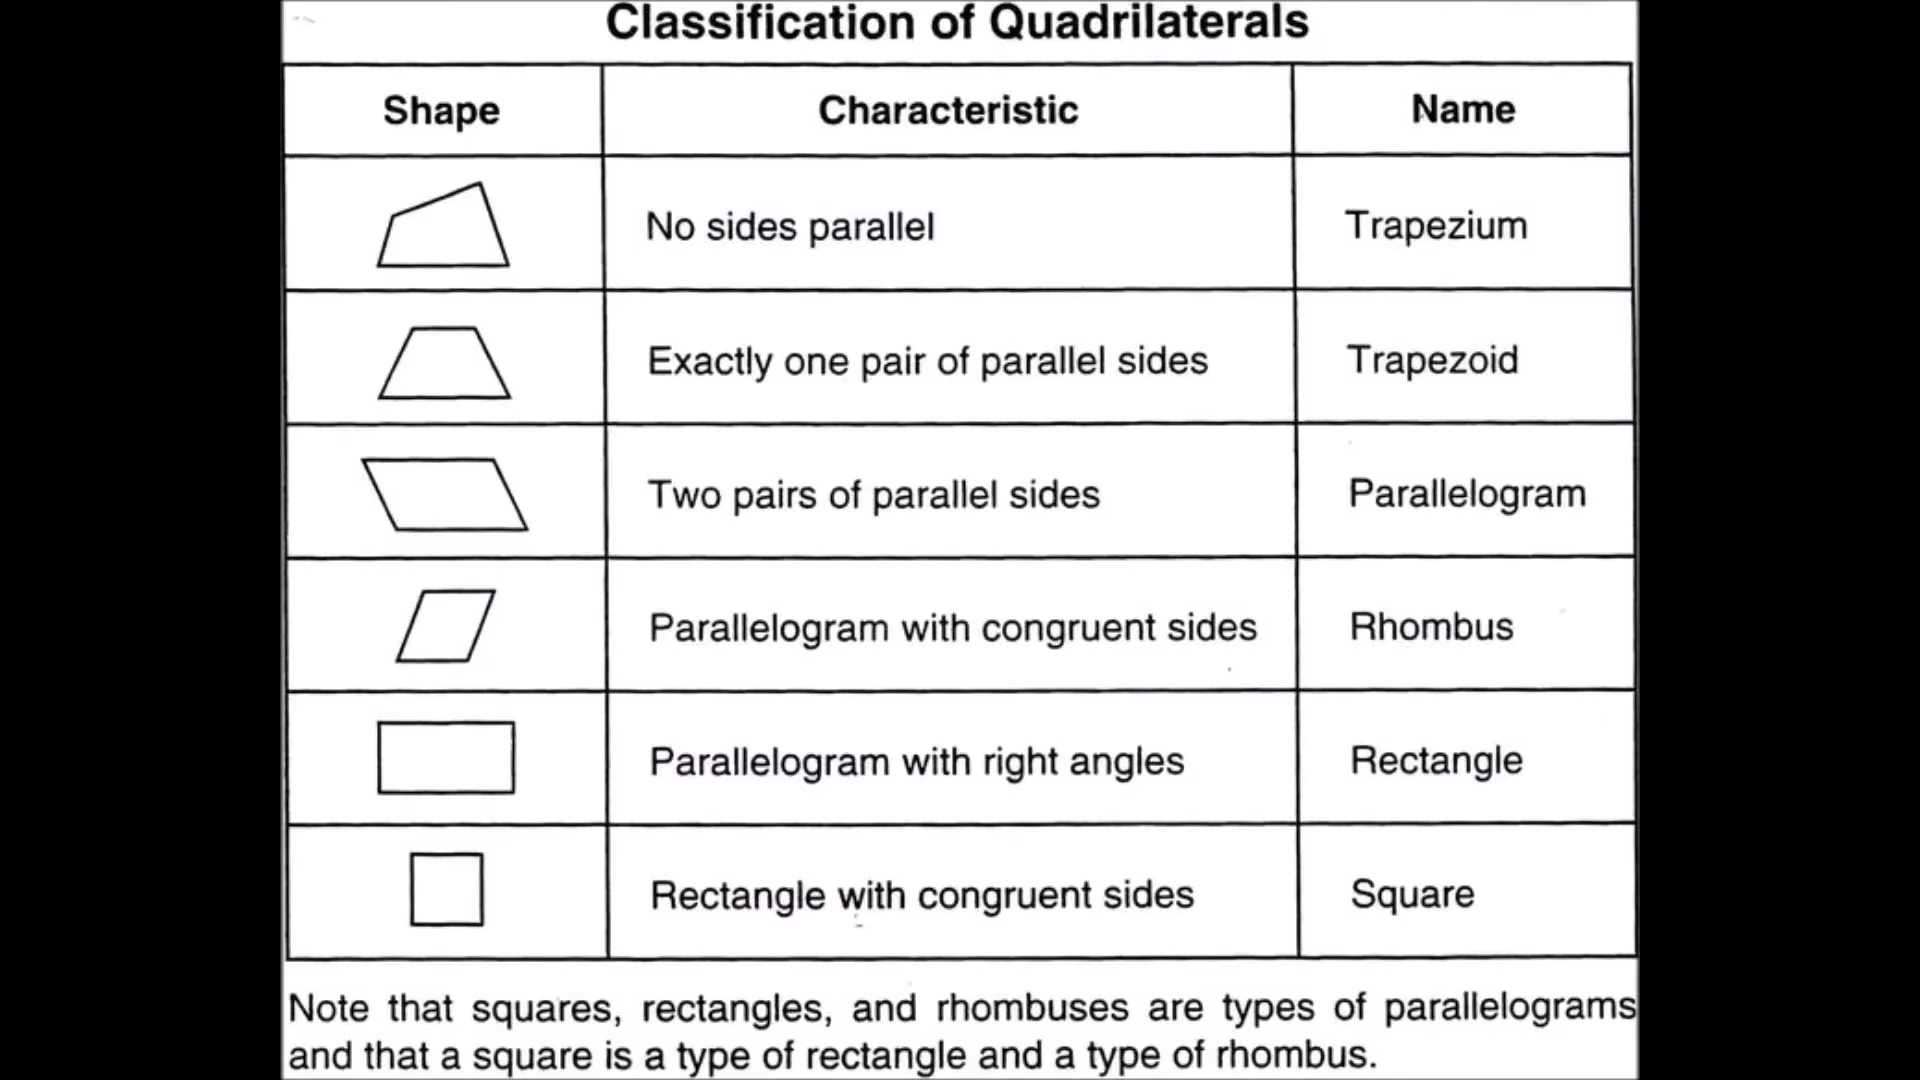 Classification of Quadrilaterals
Shape Characteristic Name
No sides parallel Trapezium
Exactly one pair of parallel sides Trapezoid
Two pairs of parallel sides Parallelogram
Parallelogram with congruent sides Rhombus
Parallelogram with right angles Rectangle
Rectangle with congruent sides Square
Note that squares, rectangles, and rhombuses are types of parallelograms
and that a square is a type of rectangle and a type of rhombus.